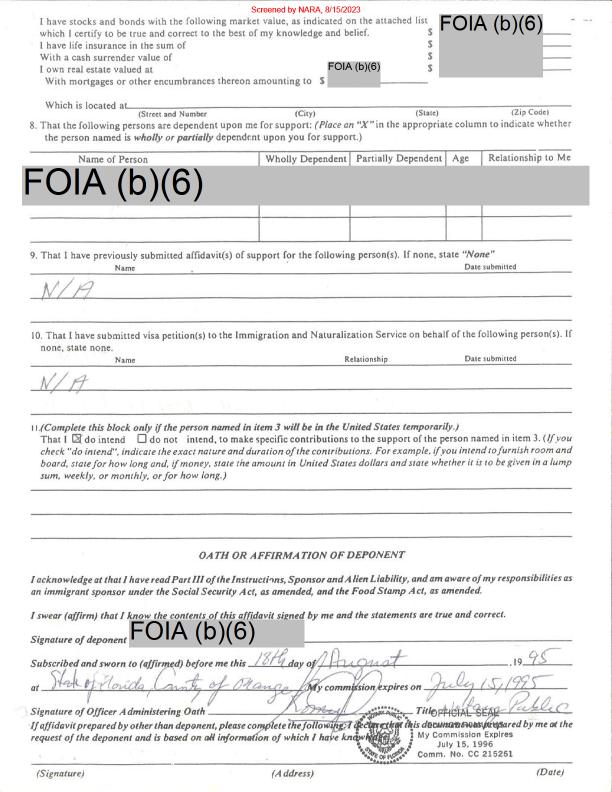 Screened by NARA, 8/15/2023
I have stocks and bonds with the following market value, as indicated on the attached list
which I certify to be true and correct to the best of my knowledge and belief. $ FOIA (b)(6)
I have life insurance in the sum of $
With a cash surrender value of $
I own real estate valued at $
With mortgages or other encumbrances thereon amounting to $ FOIA (b)(6)
Which is located at
(Street and Number) (City) (State) (Zip Code)
8. That the following persons are dependent upon me for support: (Place an "X" in the appropriate column to indicate whether
the person named is wholly or partially dependent upon you for support.)
Name of Person Wholly Dependent Partially Dependent Age Relationship to Me
FOIA (b)(6)
9. That I have previously submitted affidavit(s) of support for the following person(s). If none, state "None"
Name Date submitted
N/A
10. That I have submitted visa petition(s) to the Immigration and Naturalization Service on behalf of the following person(s). If
none, state none.
Name Relationship Date submitted
N/A
11.(Complete this block only if the person named in item 3 will be in the United States temporarily.)
That I ☒ do intend ☐ do not intend, to make specific contributions to the support of the person named in item 3. (If you
check "do intend", indicate the exact nature and duration of the contributions. For example, if you intend to furnish room and
board, state for how long and, if money, state the amount in United States dollars and state whether it is to be given in a lump
sum, weekly, or monthly, or for how long.)
OATH OR AFFIRMATION OF DEPONENT
I acknowledge at that I have read Part III of the Instructions, Sponsor and Alien Liability, and am aware of my responsibilities as
an immigrant sponsor under the Social Security Act, as amended, and the Food Stamp Act, as amended.
I swear (affirm) that I know the contents of this affidavit signed by me and the statements are true and correct.
Signature of deponent FOIA (b)(6)
Subscribed and sworn to (affirmed) before me this 18th day of August 19 95
at State of Florida, County of Orange My commission expires on July 15, 1995
Signature of Officer Administering Oath Title Notary Public
OFFICIAL SEAL
If affidavit prepared by other than deponent, please complete the following: I declare that this document was prepared by me at the
request of the deponent and is based on all information of which I have knowledge.
NOTARY PUBLIC
STATE OF FLORIDA
My Commission Expires
July 15, 1996
Comm. No. CC 215261
(Signature) (Address) (Date)